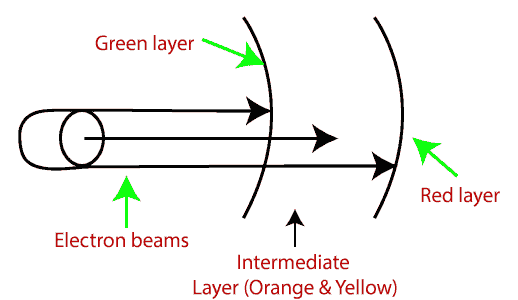 Green layer
Red layer
Electron beams
Intermediate
Layer (Orange & Yellow)